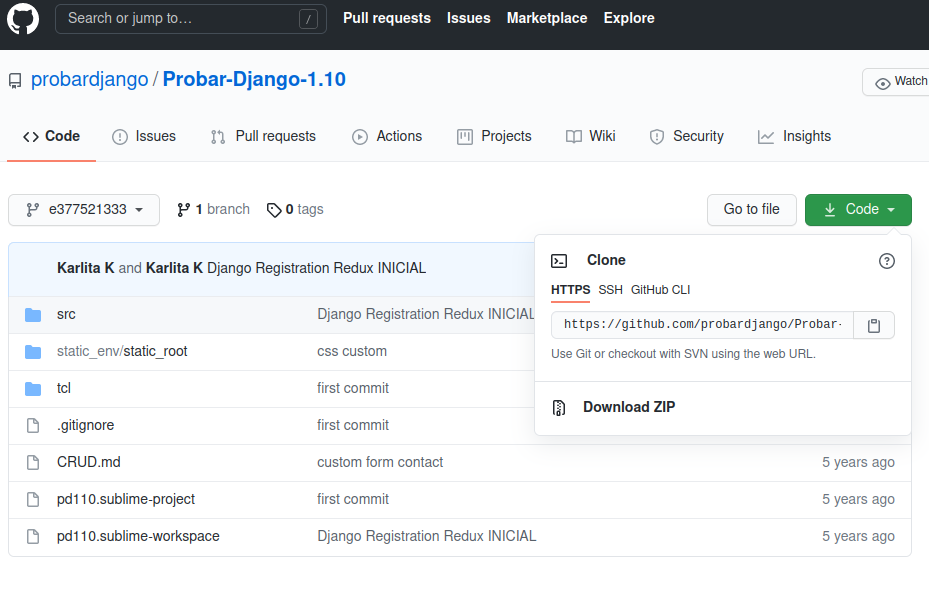 Search or jump to… /
Pull requests Issues Marketplace Explore
probardjango / Probar-Django-1.10
Watch
Code Issues Pull requests Actions Projects Wiki Security Insights
e377521333 1 branch 0 tags Go to file Code
Karlita K and Karlita K Django Registration Redux INICIAL
src Django Registration Redux INICIAL
static_env/static_root css custom
tcl first commit
.gitignore first commit
CRUD.md custom form contact 5 years ago
pd110.sublime-project first commit 5 years ago
pd110.sublime-workspace Django Registration Redux INICIAL 5 years ago
Clone
HTTPS SSH GitHub CLI
https://github.com/probardjango/Probar-
Use Git or checkout with SVN using the web URL.
Download ZIP